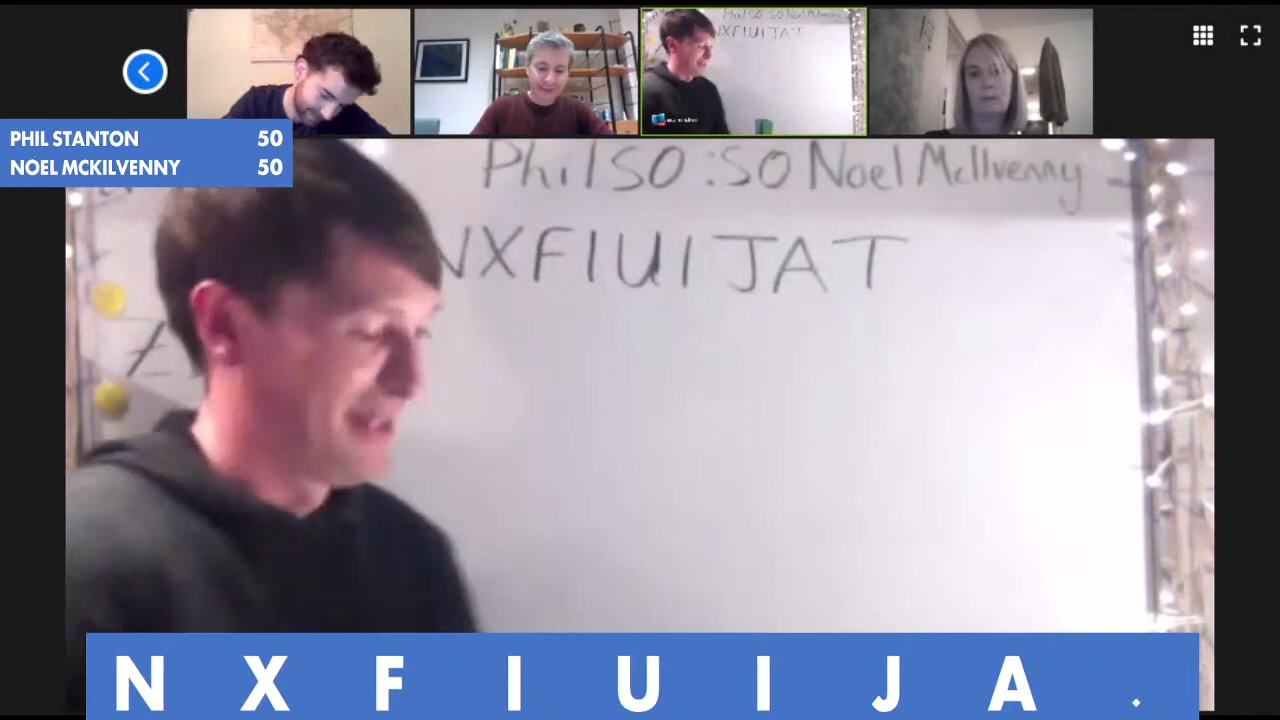 PHIL STANTON 50
NOEL MCKILVENNY 50
Phil 50 : 50 Noel McIlvenny
NXFIUIJAT
N X F I U I J A .